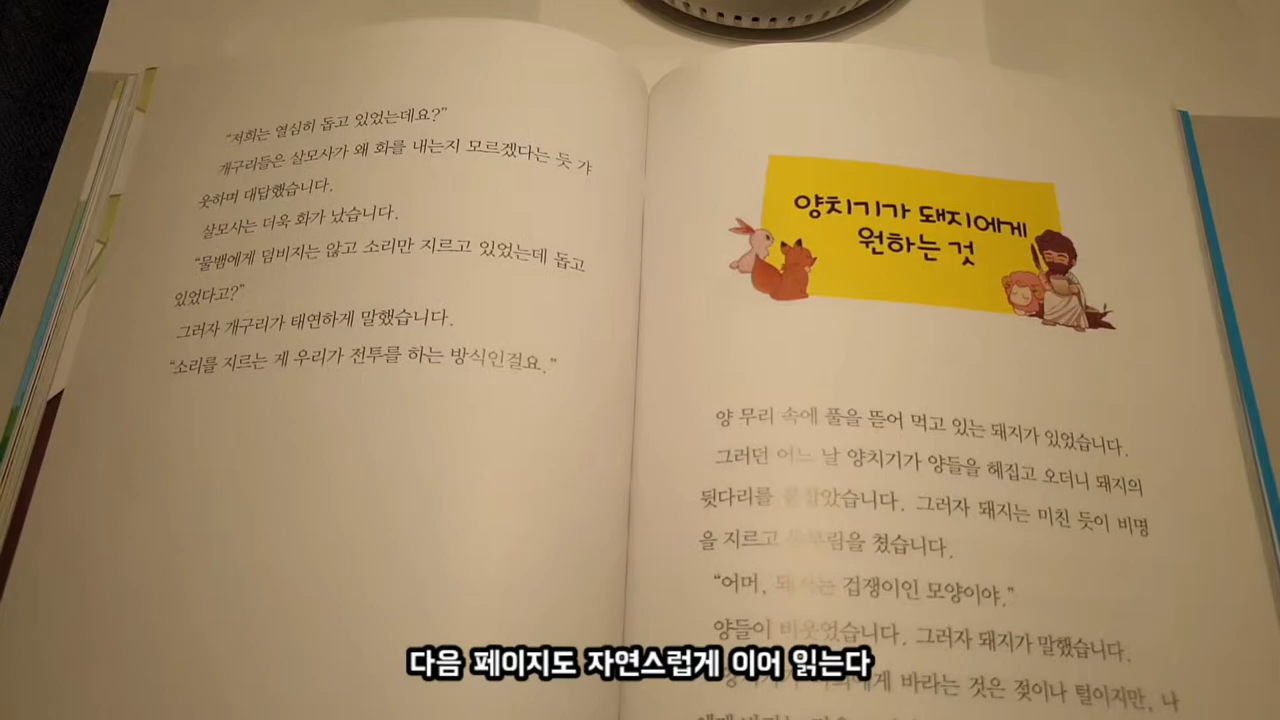 “저희는 열심히 돕고 있었는데요?”
개구리들은 살모사가 왜 화를 내는지 모르겠다는 듯 갸
웃하며 대답했습니다.
살모사는 더욱 화가 났습니다.
“물뱀에게 덤비지는 않고 소리만 지르고 있었는데 돕고
있었다고?”
그러자 개구리가 태연하게 말했습니다.
“소리를 지르는 게 우리가 전투를 하는 방식인걸요.”
양치기가 돼지에게
원하는 것
양 무리 속에 풀을 뜯어 먹고 있는 돼지가 있었습니다.
그러던 어느 날 양치기가 양들을 헤집고 오더니 돼지의
뒷다리를 붙잡았습니다. 그러자 돼지는 미친 듯이 비명
을 지르고 몸부림을 쳤습니다.
“어머, 돼지는 겁쟁이인 모양이야.”
양들이 비웃었습니다. 그러자 돼지가 말했습니다.
바라는 것은 젖이나 털이지만, 나
다음 페이지도 자연스럽게 이어 읽는다